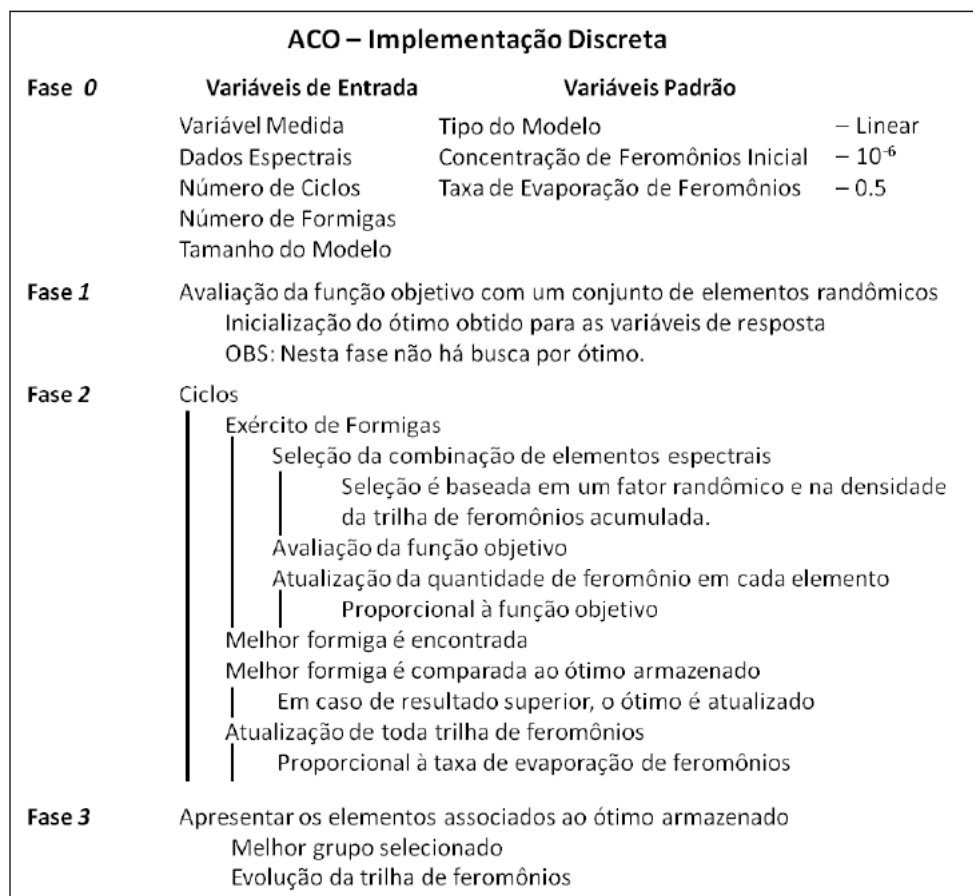 ACO – Implementação Discreta
Fase 0 Variáveis de Entrada Variáveis Padrão
Variável Medida Tipo do Modelo – Linear
Dados Espectrais Concentração de Feromônios Inicial – 10⁻⁶
Número de Ciclos Taxa de Evaporação de Feromônios – 0.5
Número de Formigas
Tamanho do Modelo
Fase 1 Avaliação da função objetivo com um conjunto de elementos randômicos
Inicialização do ótimo obtido para as variáveis de resposta
OBS: Nesta fase não há busca por ótimo.
Fase 2 Ciclos
Exército de Formigas
Seleção da combinação de elementos espectrais
Seleção é baseada em um fator randômico e na densidade
da trilha de feromônios acumulada.
Avaliação da função objetivo
Atualização da quantidade de feromônio em cada elemento
Proporcional à função objetivo
Melhor formiga é encontrada
Melhor formiga é comparada ao ótimo armazenado
Em caso de resultado superior, o ótimo é atualizado
Atualização de toda trilha de feromônios
Proporcional à taxa de evaporação de feromônios
Fase 3 Apresentar os elementos associados ao ótimo armazenado
Melhor grupo selecionado
Evolução da trilha de feromônios